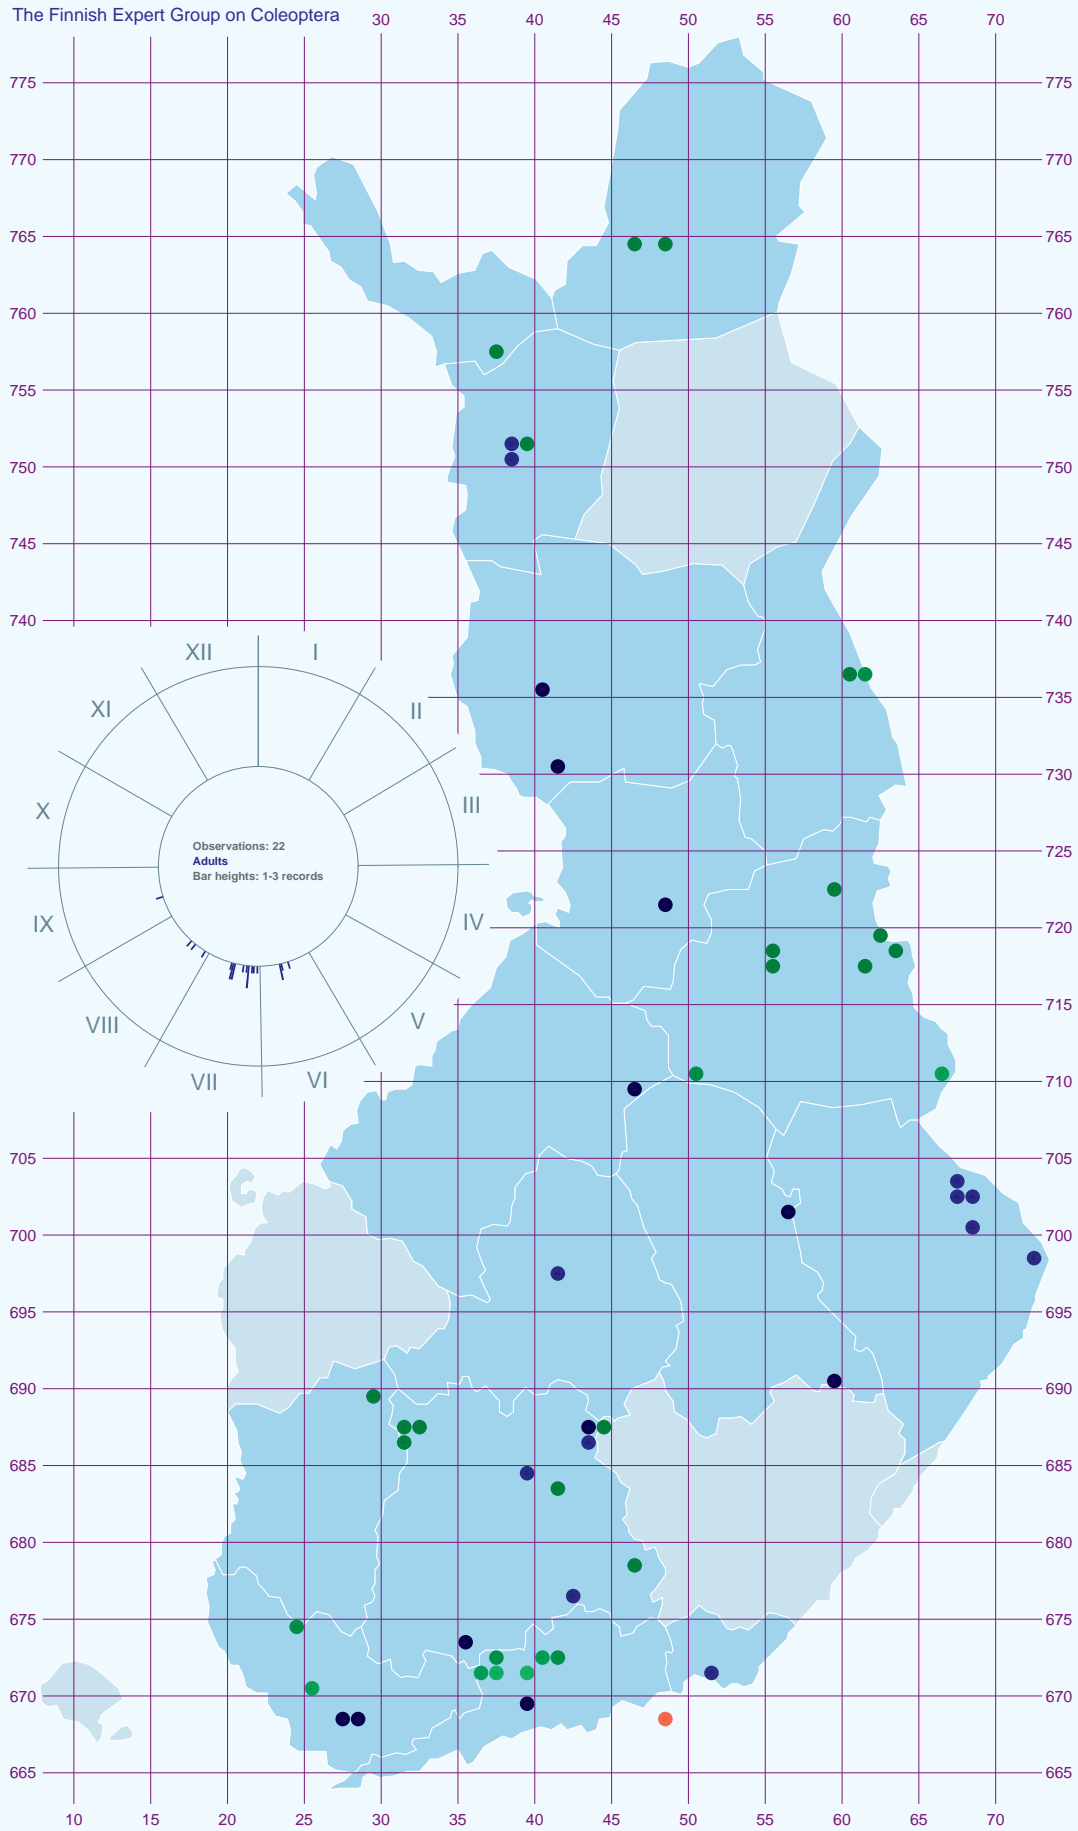 The Finnish Expert Group on Coleoptera
30 35 40 45 50 55 60 65 70
775 775
770 770
765 765
760 760
755 755
750 750
745 745
740 740
XII I
XI II
735
X III
730
Observations: 22
Adults
Bar heights: 1-3 records
725
IX IV
720
VIII V
715
VII VI
710
705 705
700 700
695 695
690 690
685 685
680 680
675 675
670 670
665 665
10 15 20 25 30 35 40 45 50 55 60 65 70